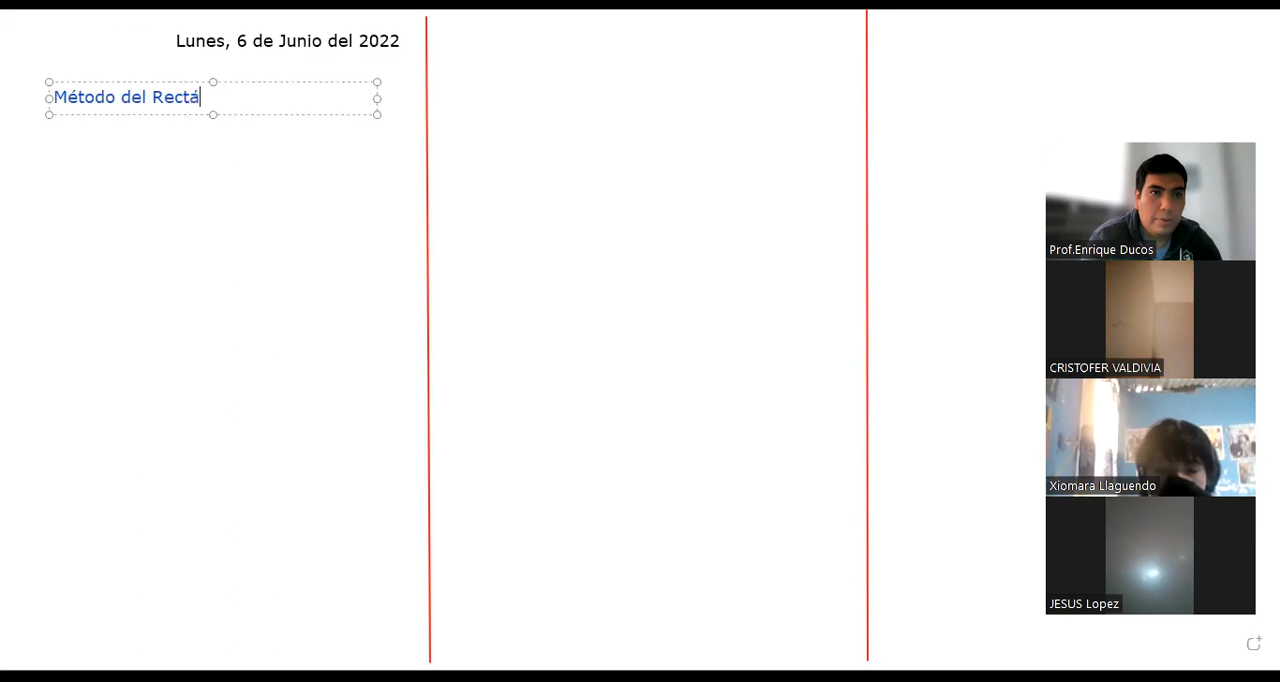 Lunes, 6 de Junio del 2022
Método del Rectá
Prof.Enrique Ducos
CRISTOFER VALDIVIA
Xiomara Llaguendo
JESUS Lopez